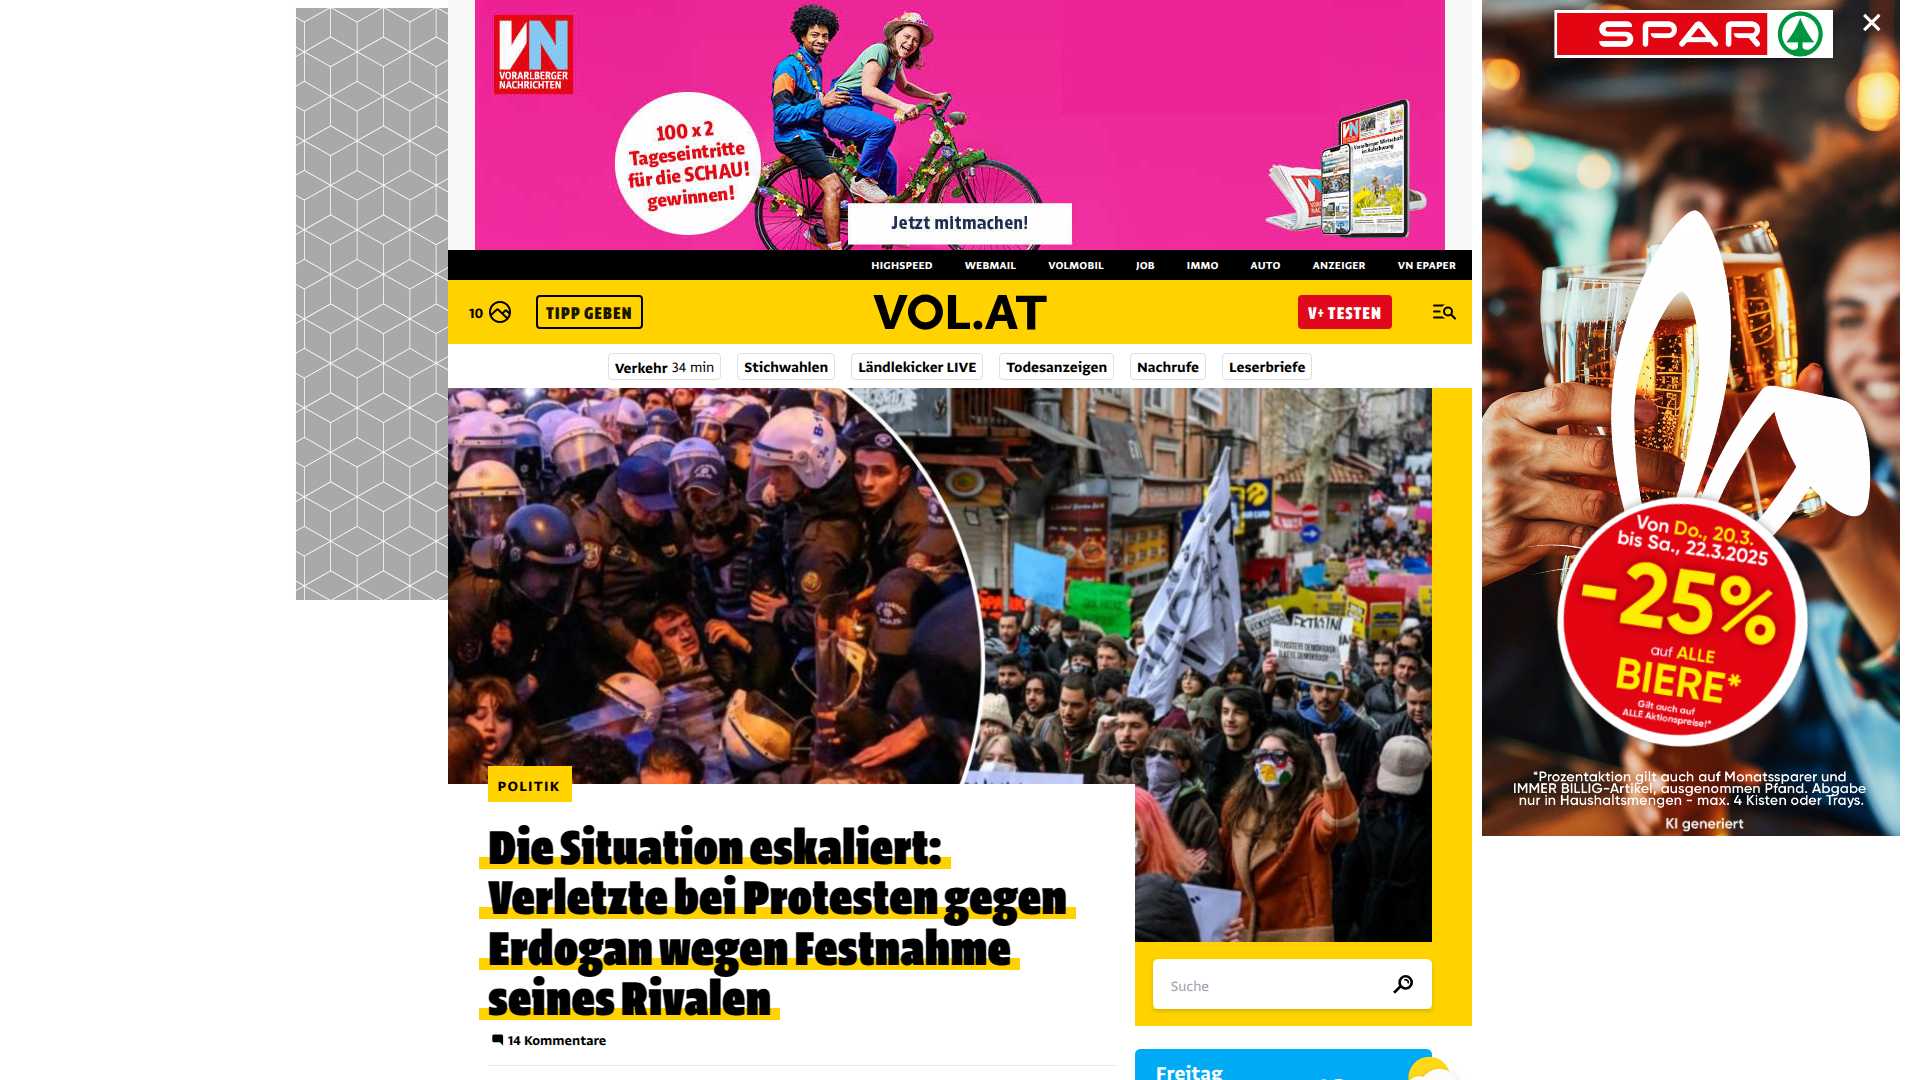 VN
VORARLBERGER
NACHRICHTEN
100 x 2
Tageseintritte
für die SCHAU!
gewinnen!
Jetzt mitmachen!
SPAR
HIGHSPEED WEBMAIL VOLMOBIL JOB IMMO AUTO ANZEIGER VN EPAPER
10 TIPP GEBEN VOL.AT V+ TESTEN
Verkehr 34 min Stichwahlen Ländlekicker LIVE Todesanzeigen Nachrufe Leserbriefe
POLITIK
Die Situation eskaliert:
Verletzte bei Protesten gegen
Erdogan wegen Festnahme
seines Rivalen
14 Kommentare
Suche
Freitag
Von Do., 20.3.
bis Sa., 22.3.2025
-25%
auf ALLE
BIERE*
Gilt auch auf
ALLE Aktionspreise!*
*Prozentaktion gilt auch auf Monatssparer und
IMMER BILLIG-Artikel, ausgenommen Pfand. Abgabe
nur in Haushaltsmengen - max. 4 Kisten oder Trays.
KI generiert